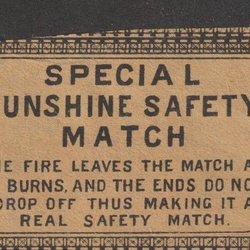 SPECIAL
UNSHINE SAFETY
MATCH
E FIRE LEAVES THE MATCH A
BURNS, AND THE ENDS DO NO
DROP OFF THUS MAKING IT A
REAL SAFETY MATCH.